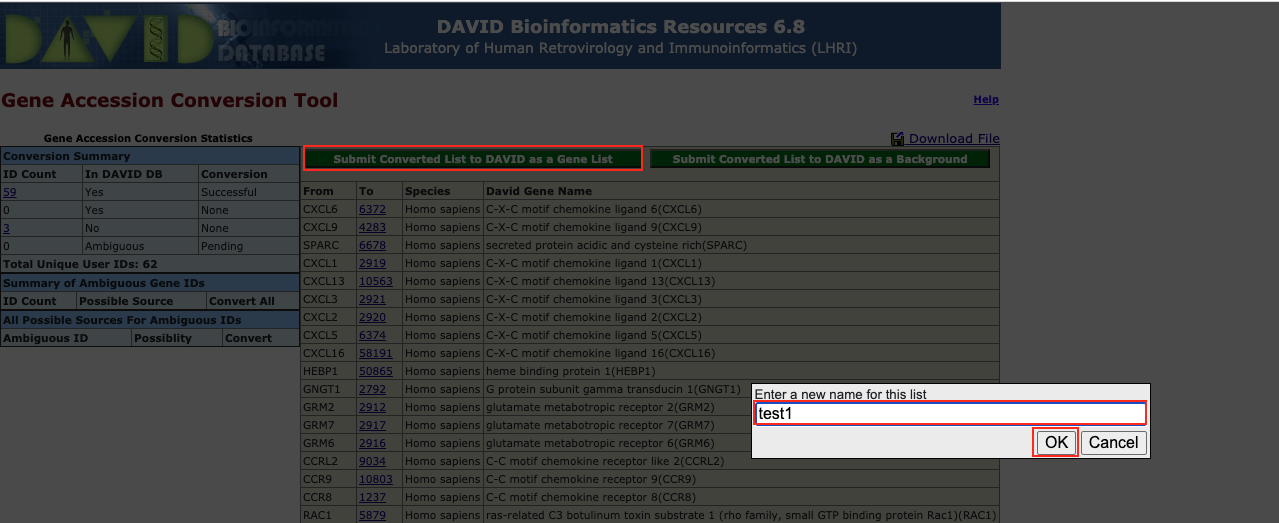 DAVID BIOINFORMATICS DATABASE
DAVID Bioinformatics Resources 6.8
Laboratory of Human Retrovirology and Immunoinformatics (LHRI)
Gene Accession Conversion Tool
Help
Gene Accession Conversion Statistics
Download File
Conversion Summary
Submit Converted List to DAVID as a Gene List
Submit Converted List to DAVID as a Background
ID Count In DAVID DB Conversion
59 Yes Successful
0 Yes None
3 No None
0 Ambiguous Pending
Total Unique User IDs: 62
Summary of Ambiguous Gene IDs
ID Count Possible Source Convert All
All Possible Sources For Ambiguous IDs
Ambiguous ID Possiblity Convert
From To Species David Gene Name
CXCL6 6372 Homo sapiens C-X-C motif chemokine ligand 6(CXCL6)
CXCL9 4283 Homo sapiens C-X-C motif chemokine ligand 9(CXCL9)
SPARC 6678 Homo sapiens secreted protein acidic and cysteine rich(SPARC)
CXCL1 2919 Homo sapiens C-X-C motif chemokine ligand 1(CXCL1)
CXCL13 10563 Homo sapiens C-X-C motif chemokine ligand 13(CXCL13)
CXCL3 2921 Homo sapiens C-X-C motif chemokine ligand 3(CXCL3)
CXCL2 2920 Homo sapiens C-X-C motif chemokine ligand 2(CXCL2)
CXCL5 6374 Homo sapiens C-X-C motif chemokine ligand 5(CXCL5)
CXCL16 58191 Homo sapiens C-X-C motif chemokine ligand 16(CXCL16)
HEBP1 50865 Homo sapiens heme binding protein 1(HEBP1)
GNGT1 2792 Homo sapiens G protein subunit gamma transducin 1(GNGT1)
GRM2 2912 Homo sapiens glutamate metabotropic receptor 2(GRM2)
GRM7 2917 Homo sapiens glutamate metabotropic receptor 7(GRM7)
GRM6 2916 Homo sapiens glutamate metabotropic receptor 6(GRM6)
CCRL2 9034 Homo sapiens C-C motif chemokine receptor like 2(CCRL2)
CCR9 10803 Homo sapiens C-C motif chemokine receptor 9(CCR9)
CCR8 1237 Homo sapiens C-C motif chemokine receptor 8(CCR8)
RAC1 5879 Homo sapiens ras-related C3 botulinum toxin substrate 1 (rho family, small GTP binding protein Rac1)(RAC1)
Enter a new name for this list
test1
OK Cancel